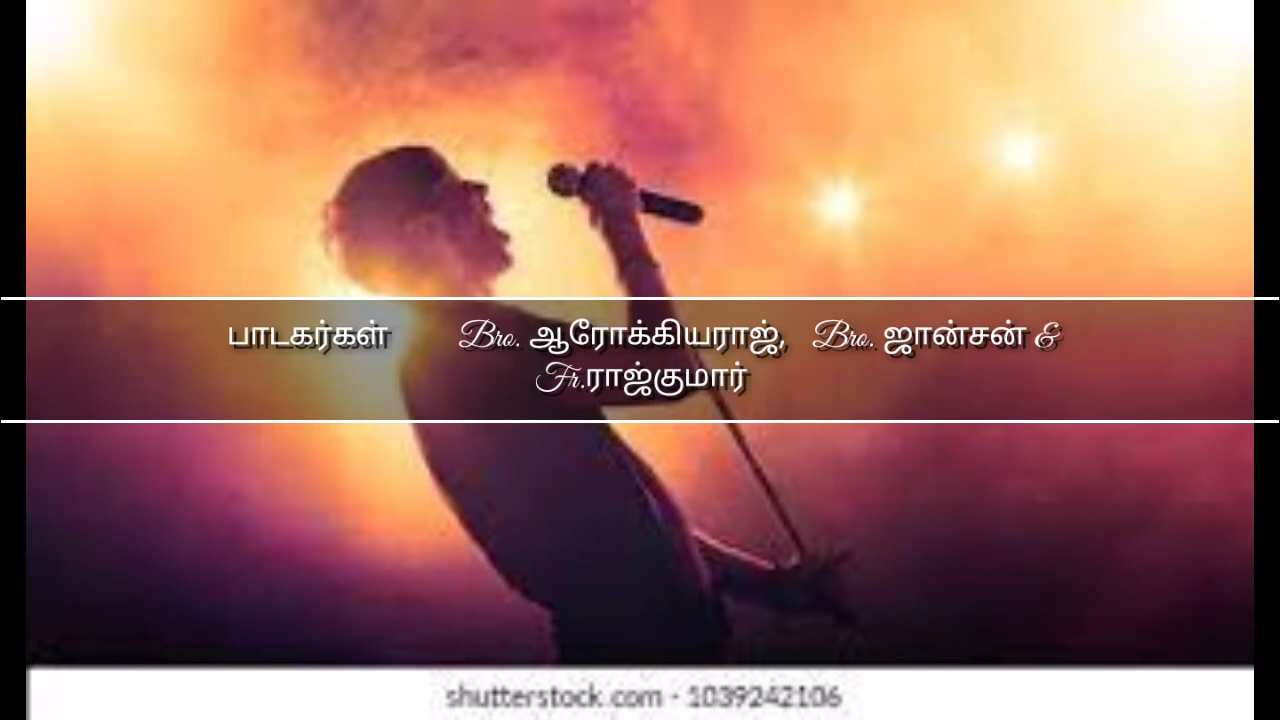 பாடகர்கள் Bro. ஆரோக்கியராஜ், Bro. ஜான்சன் &
Fr.ராஜ்குமார்
shutterstock.com · 1039242106